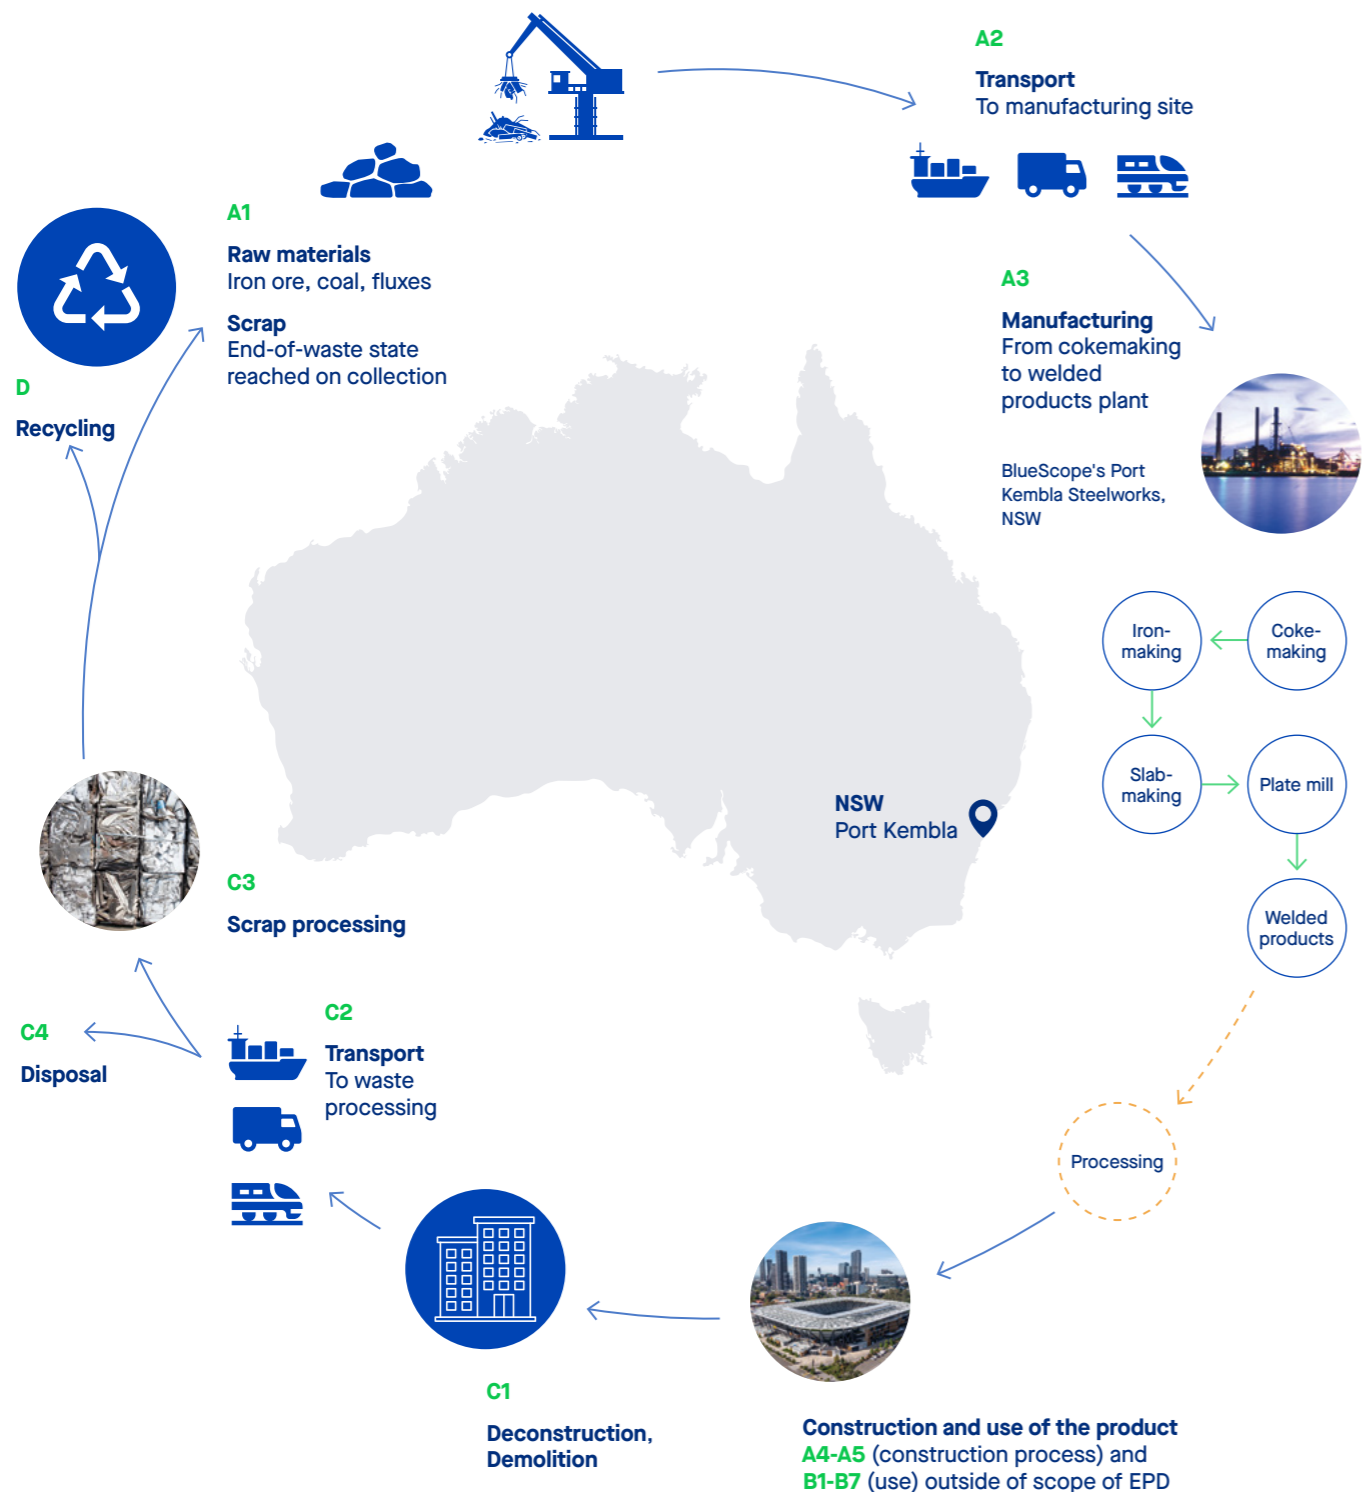 A1
Raw materials
Iron ore, coal, fluxes
Scrap
End-of-waste state
reached on collection
A2
Transport
To manufacturing site
A3
Manufacturing
From cokemaking
to welded
products plant
BlueScope's Port
Kembla Steelworks,
NSW
Coke-
making
Iron-
making
Slab-
making
Plate mill
Welded
products
Processing
NSW
Port Kembla
Construction and use of the product
A4-A5 (construction process) and
B1-B7 (use) outside of scope of EPD
C1
Deconstruction,
Demolition
C2
Transport
To waste
processing
C3
Scrap processing
C4
Disposal
D
Recycling